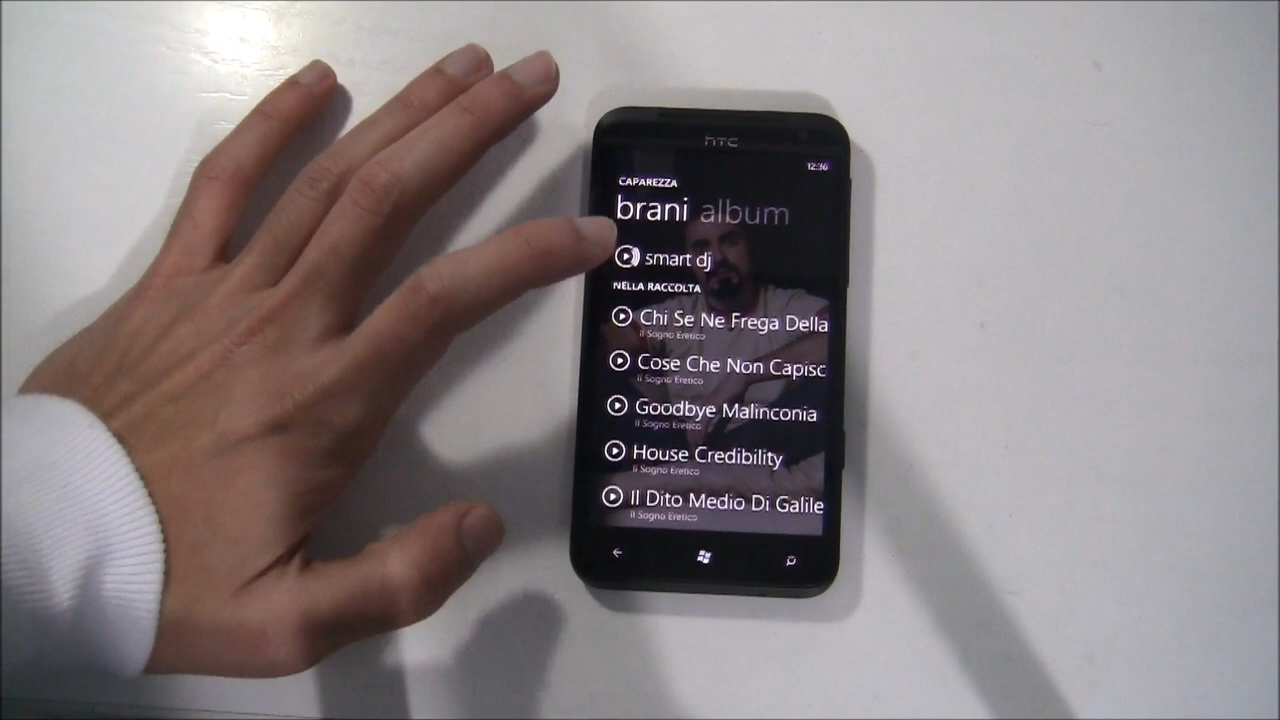 hTC
12:36
CAPAREZZA
brani album
smart dj
NELLA RACCOLTA
Chi Se Ne Frega Della
Il Sogno Eretico
Cose Che Non Capisc
Il Sogno Eretico
Goodbye Malinconia
Il Sogno Eretico
House Credibility
Il Sogno Eretico
Il Dito Medio Di Galile
Il Sogno Eretico